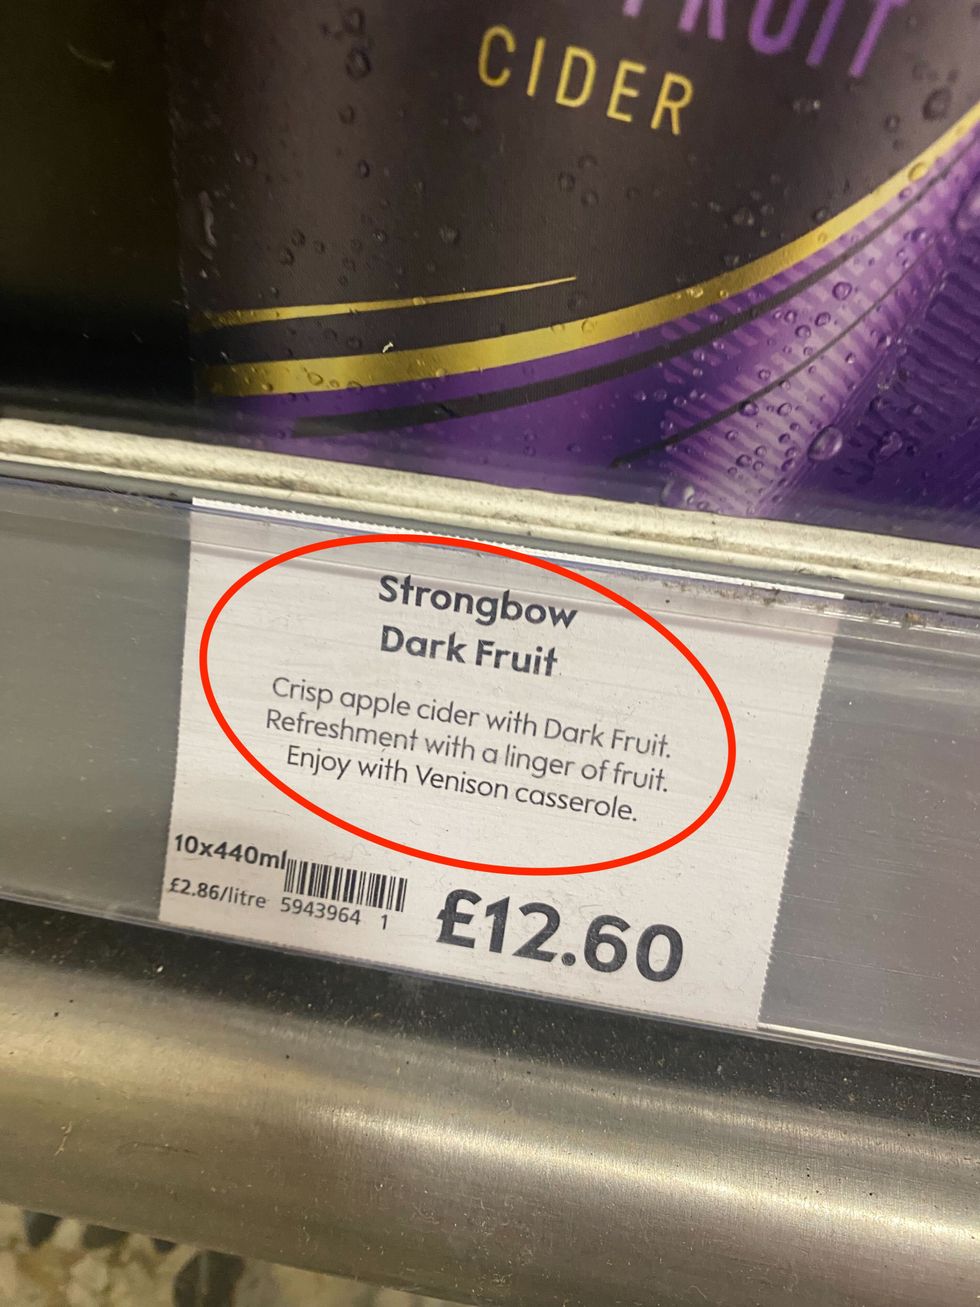 FRUIT
CIDER
Strongbow
Dark Fruit
Crisp apple cider with Dark Fruit.
Refreshment with a linger of fruit.
Enjoy with Venison casserole.
10x440ml
£2.86/litre 5943964 1
£12.60